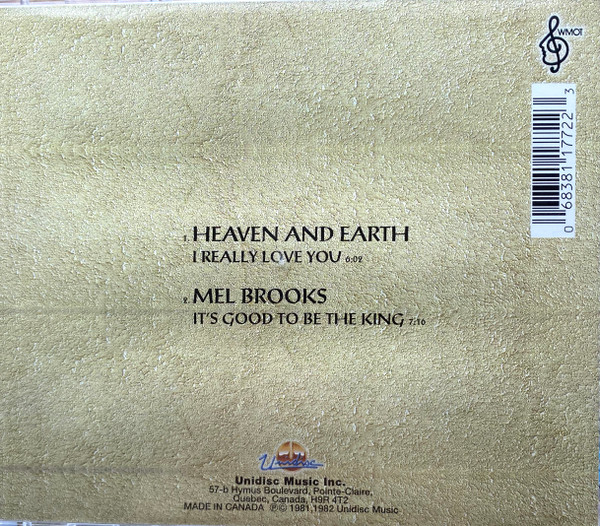 WMOT
0 68381 17722 3
1. HEAVEN AND EARTH
I REALLY LOVE YOU 6:02
2. MEL BROOKS
IT'S GOOD TO BE THE KING 7:16
Unidisc
Unidisc Music Inc.
57-b Hymus Boulevard, Pointe-Claire,
Quebec, Canada, H9R 4T2
MADE IN CANADA ℗© 1981,1982 Unidisc Music